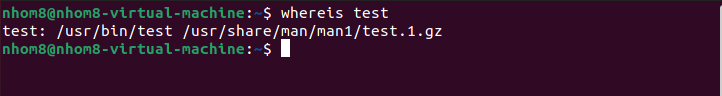 nhom8@nhom8-virtual-machine:~$ whereis test
test: /usr/bin/test /usr/share/man/man1/test.1.gz
nhom8@nhom8-virtual-machine:~$